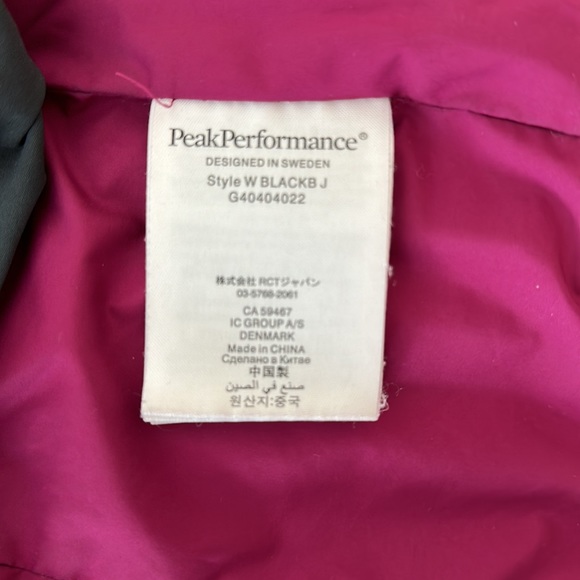 PeakPerformance®
DESIGNED IN SWEDEN
Style W BLACKB J
G40404022
株式会社 RCTジャパン
03-5768-2061
CA 59467
IC GROUP A/S
DENMARK
Made in CHINA
Сделано в Китае
中国製
صنع في الصين
원산지:중국